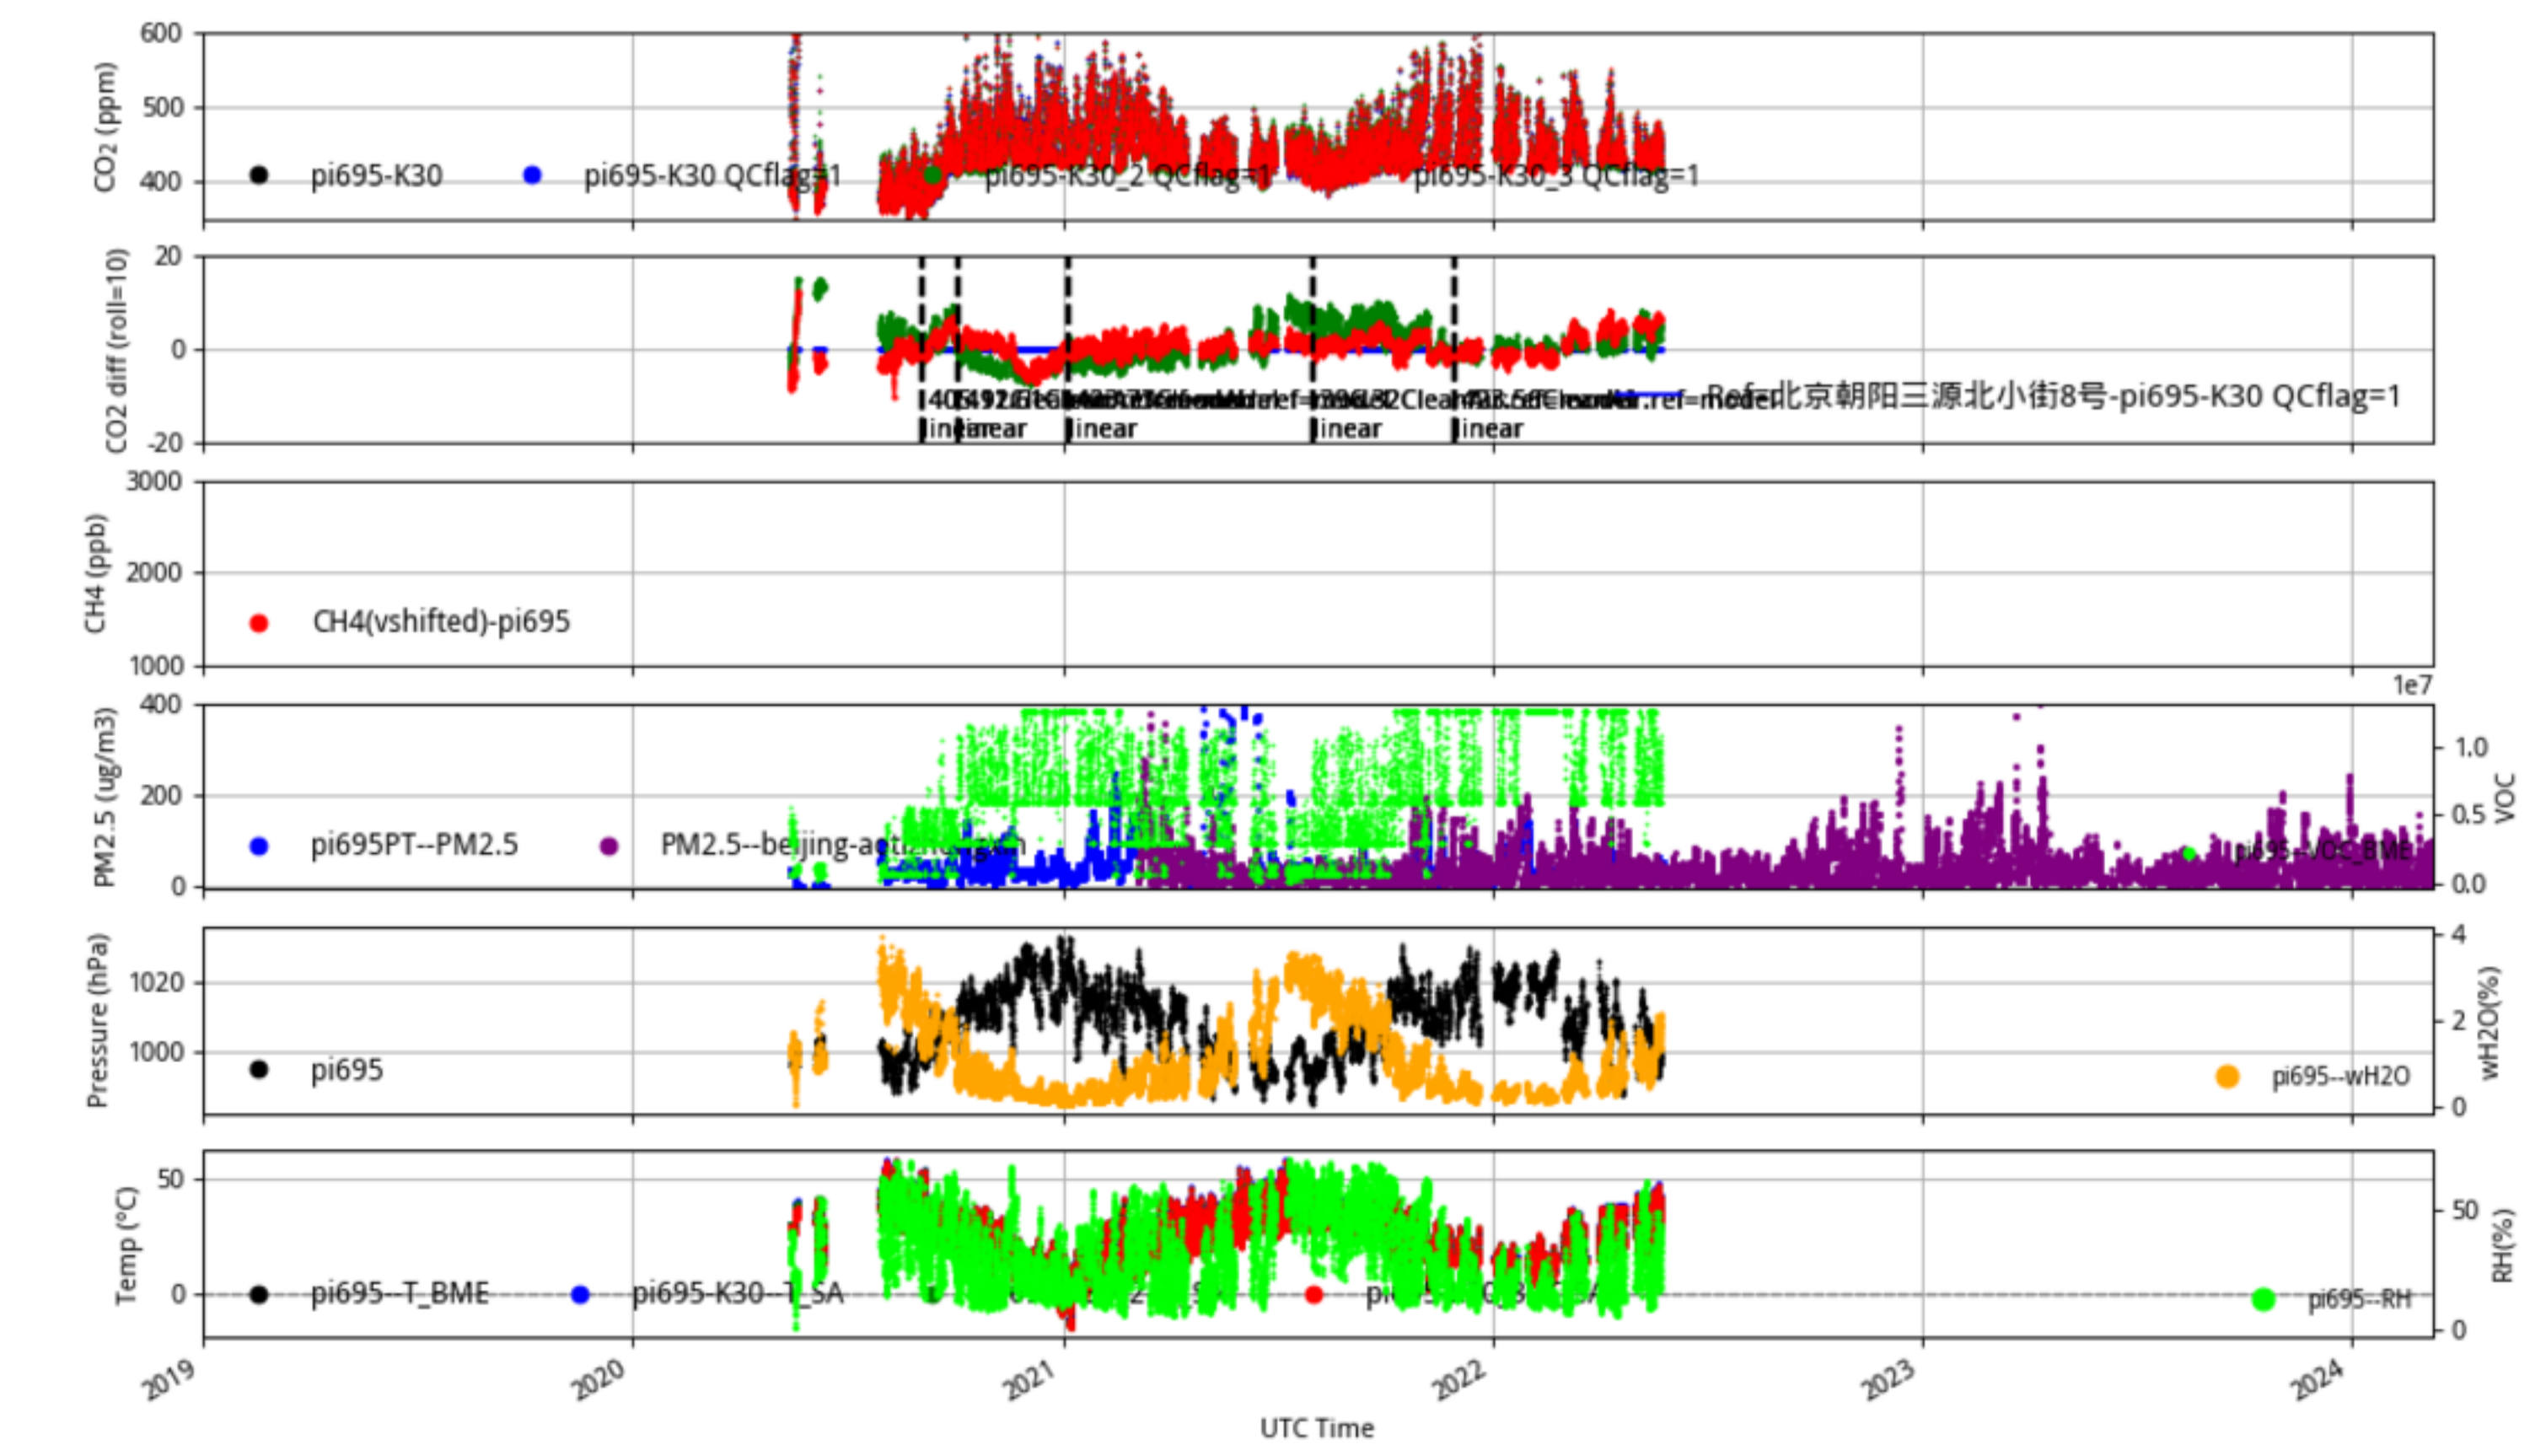 600
500
400
CO2 (ppm)
pi695-K30
pi695-K30 QCflag=1
pi695-K30_2 QCflag=1
pi695-K30_3 QCflag=1
20
0
-20
CO2 diff (roll=10)
linear
linear
linear
linear
linear
Ref=北京朝阳三源北小街8号-pi695-K30 QCflag=1
3000
2000
1000
CH4 (ppb)
CH4(vshifted)-pi695
1e7
400
200
0
PM2.5 (ug/m3)
pi695PT--PM2.5
PM2.5--beijing-
pi695--VOC_BME
1.0
0.5
0.0
VOC
1020
1000
Pressure (hPa)
pi695
pi695--wH2O
4
2
0
wH2O(%)
50
0
Temp (°C)
pi695--T_BME
pi695-K30--T_SA
pi695--RH
50
0
RH(%)
2019
2020
2021
2022
2023
2024
UTC Time